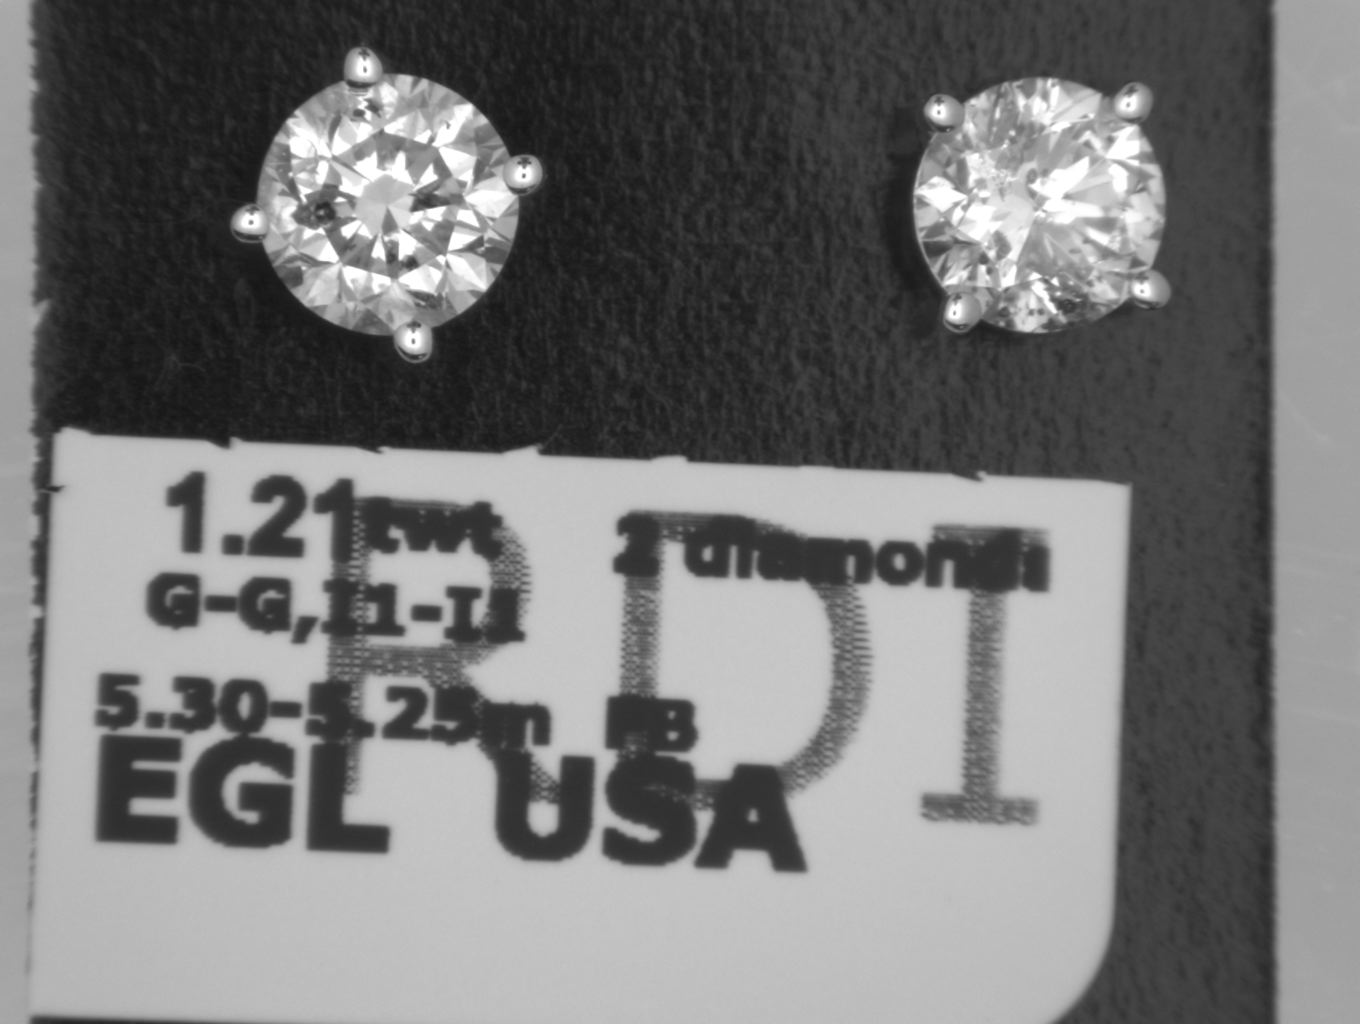 1.21twt 2 diamonds
G-G,I1-I1
5.30-5.25m RB
EGL USA
RDI